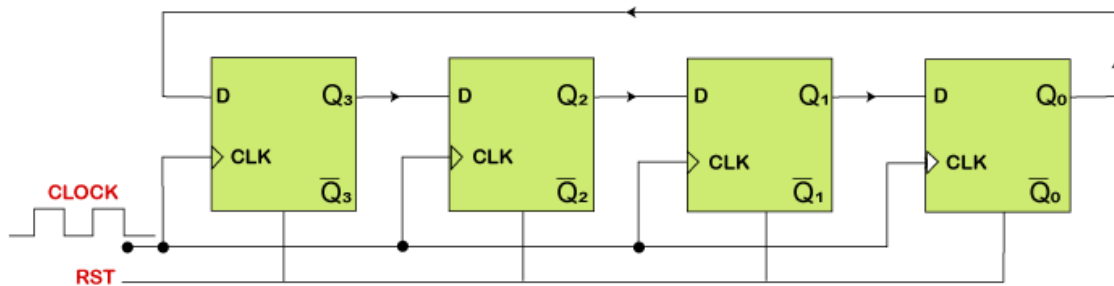 D Q₃ D Q₂ D Q₁ D Q₀
CLK CLK CLK CLK
Q̅₃ Q̅₂ Q̅₁ Q̅₀
CLOCK
RST